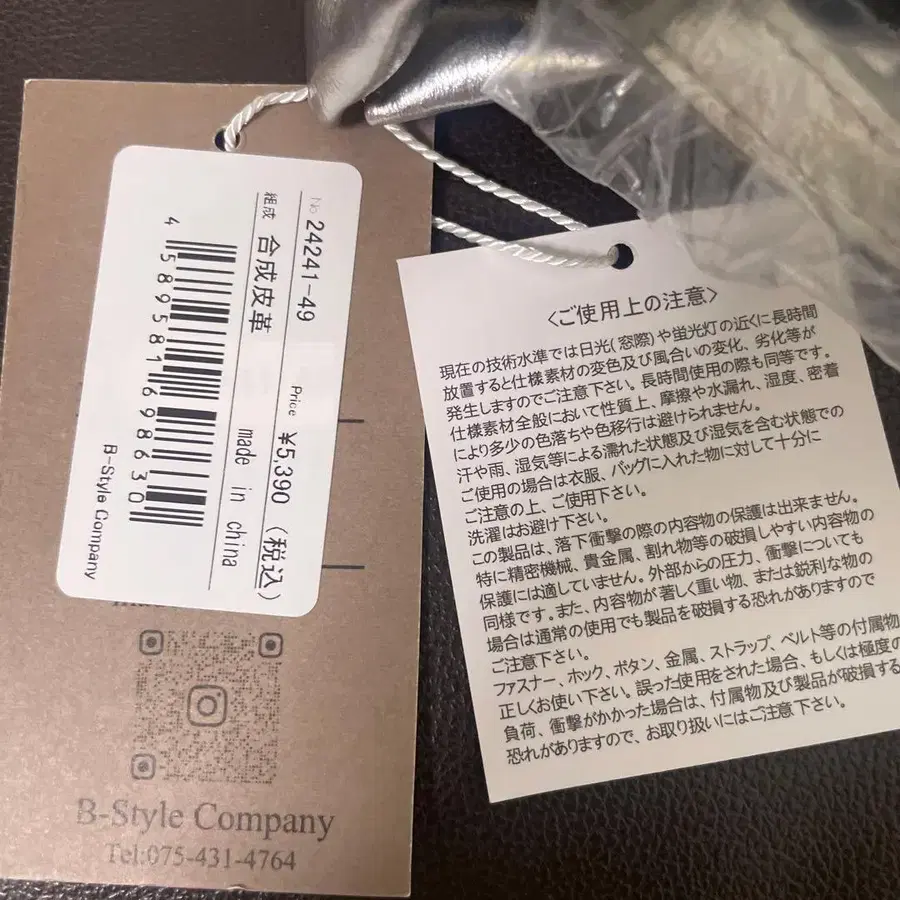 No 24241-49
Price ¥5,390 (税込)
組成 合成皮革
made in china
4 589581 698630
B-Style Company
B-Style Company
Tel:075-431-4764
〈ご使用上の注意〉
現在の技術水準では日光(窓際)や蛍光灯の近くに長時間
放置すると仕様素材の変色及び風合いの変化、劣化等が
発生しますのでご注意下さい。長時間使用の際も同等です。
仕様素材全般において性質上、摩擦や水漏れ、湿度、密着
により多少の色落ちや色移行は避けられません。
汗や雨、湿気等による濡れた状態及び湿気を含む状態での
ご使用の場合は衣服、バッグに入れた物に対して十分に
ご注意の上、ご使用下さい。
洗濯はお避け下さい。
この製品は、落下衝撃の際の内容物の保護は出来ません。
特に精密機械、貴金属、割れ物等の破損しやすい内容物の
保護には適していません。外部からの圧力、衝撃についても
同様です。また、内容物が著しく重い物、または鋭利な物の
場合は通常の使用でも製品を破損する恐れがありますので
ご注意下さい。
ファスナー、ホック、ボタン、金属、ストラップ、ベルト等の付属物
正しくお使い下さい。誤った使用をされた場合、もしくは極度の
負荷、衝撃がかかった場合は、付属物及び製品が破損する
恐れがありますので、お取り扱いにはご注意下さい。